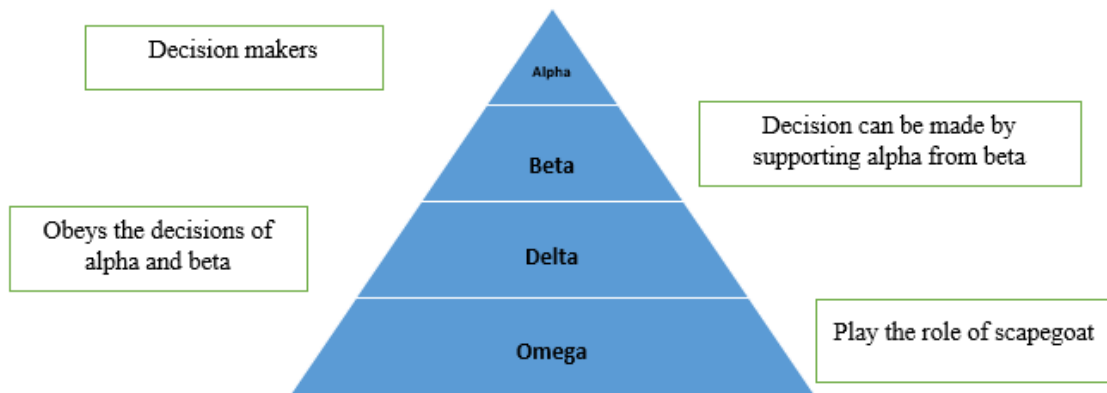 Decision makers
Alpha
Decision can be made by
supporting alpha from beta
Beta
Obeys the decisions of
alpha and beta
Delta
Play the role of scapegoat
Omega